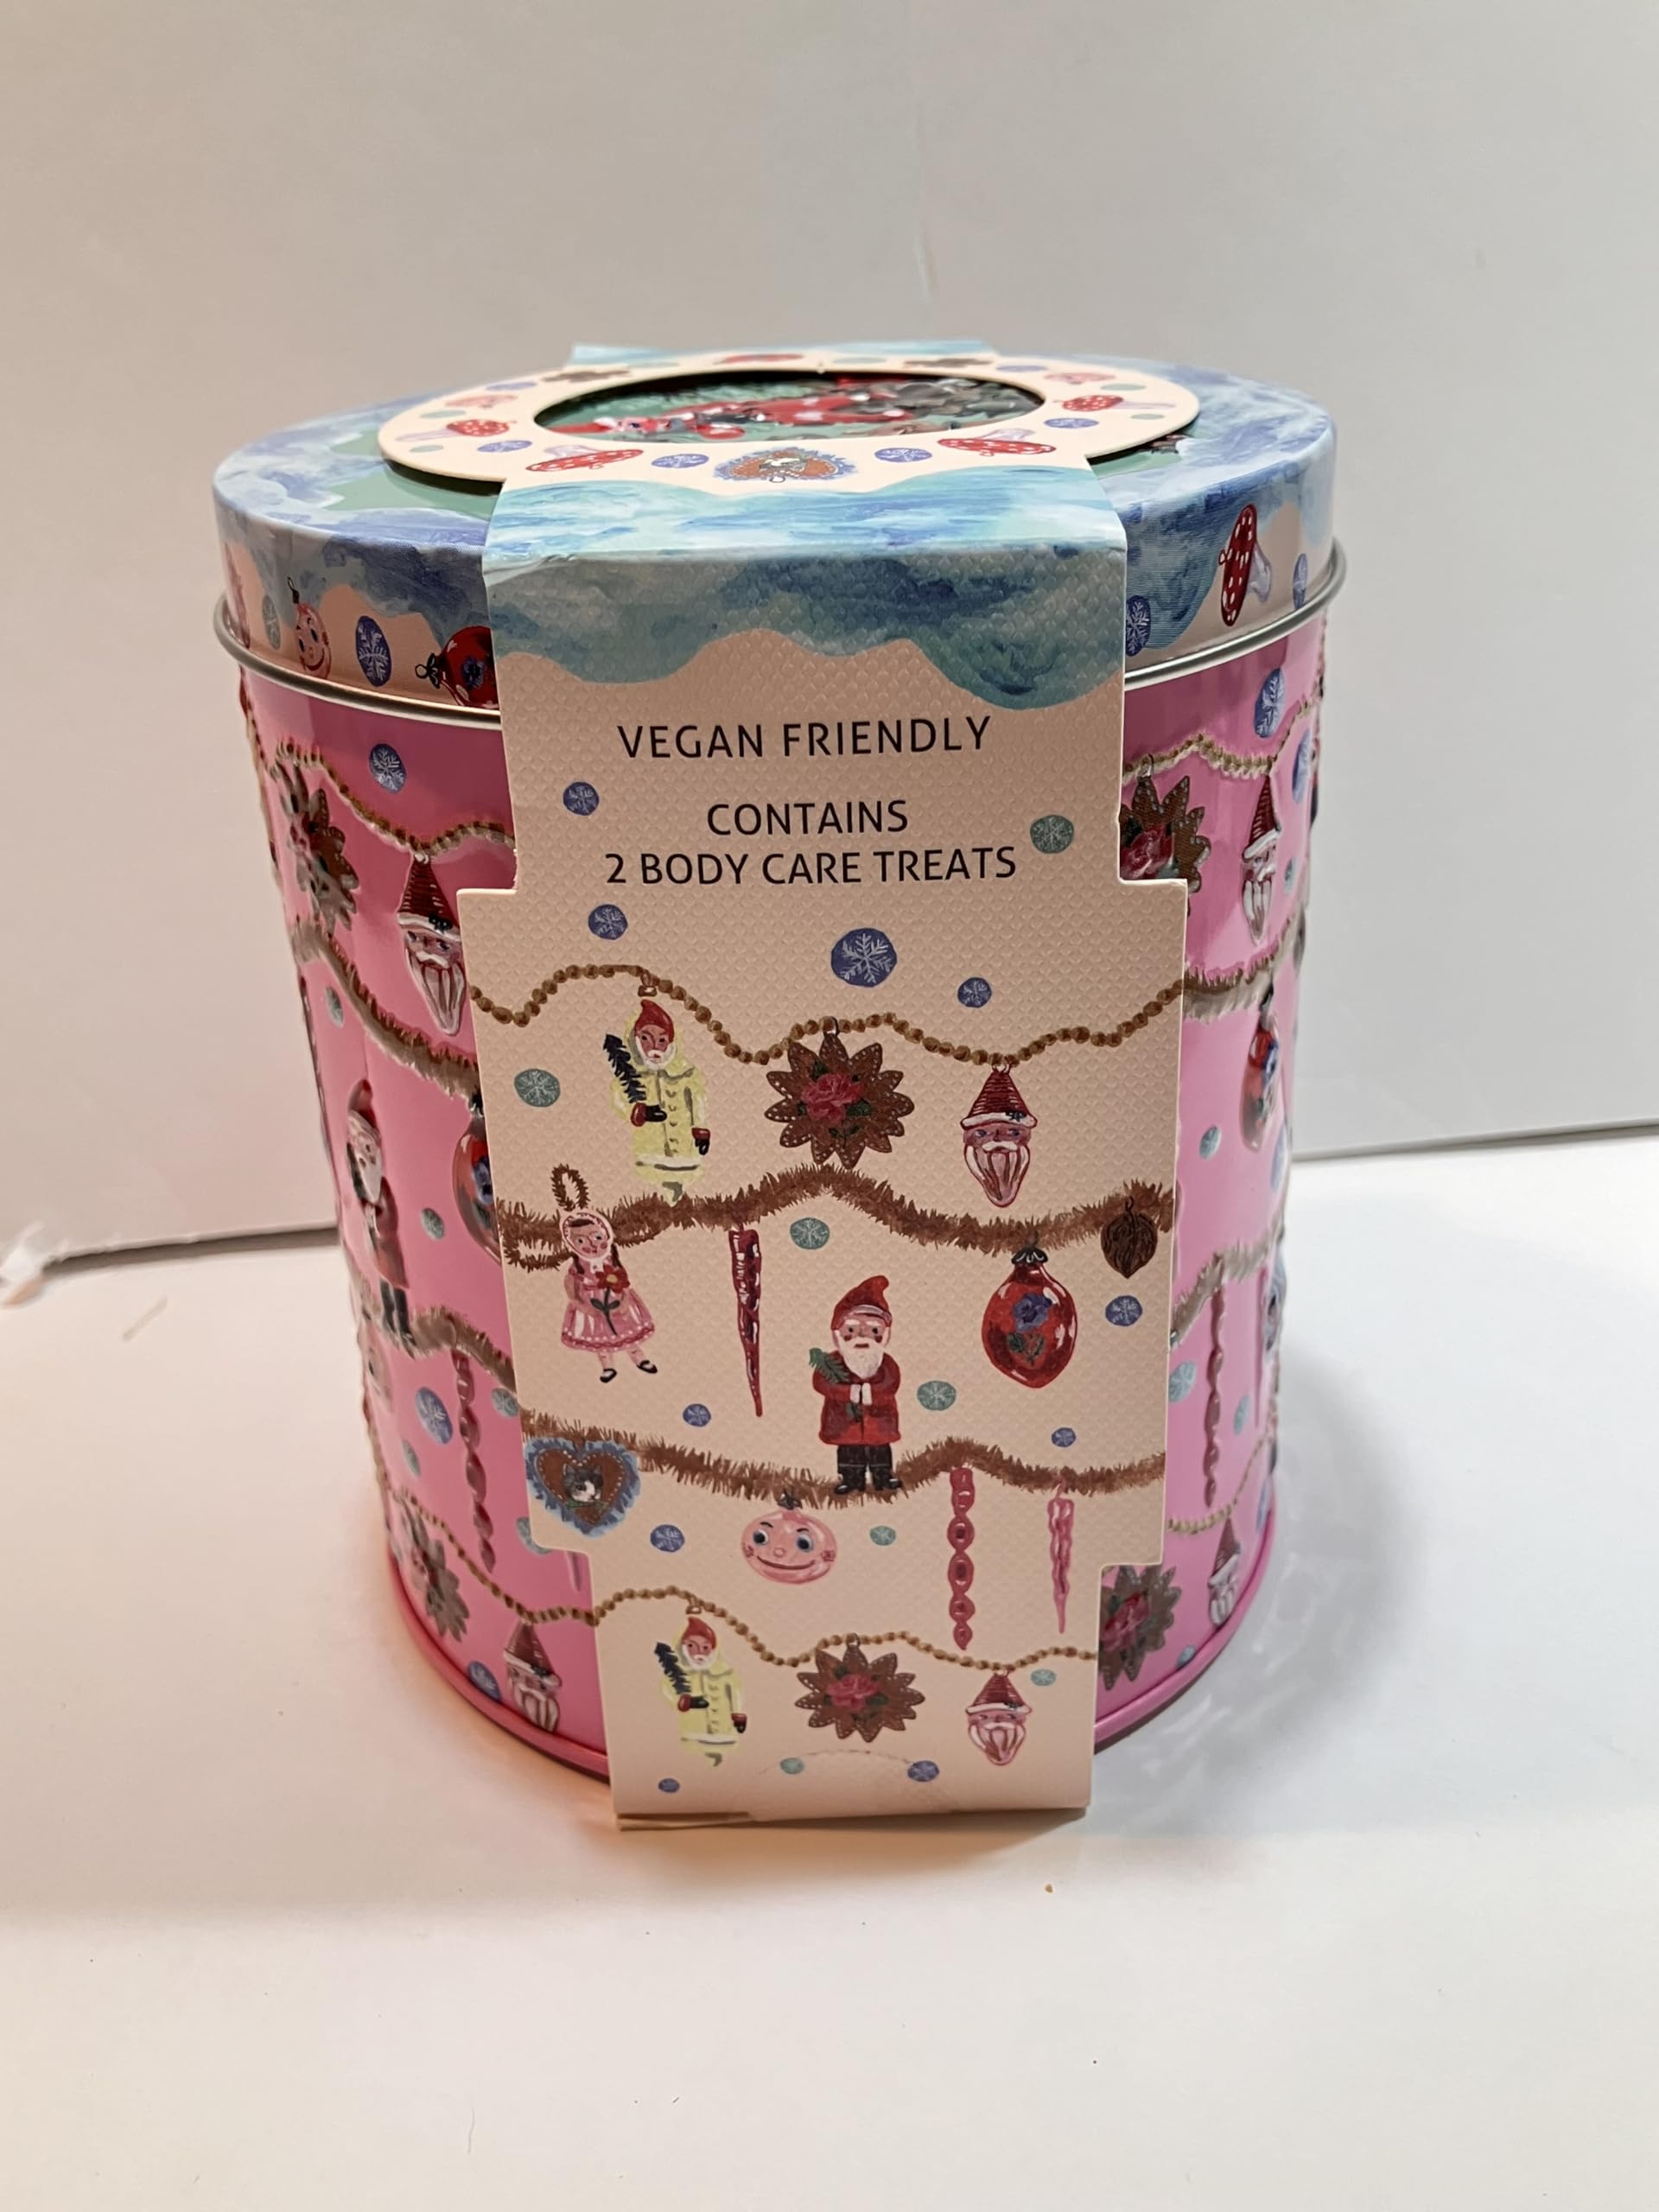 VEGAN FRIENDLY
CONTAINS
2 BODY CARE TREATS